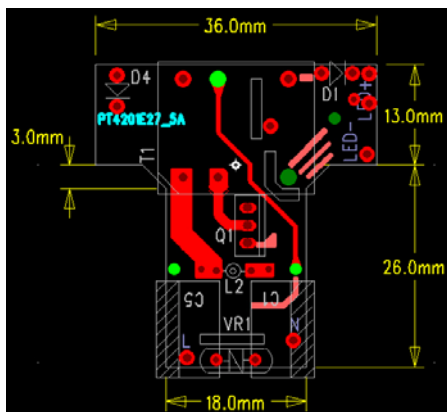 36.0mm
D4
D1
LED+
PT4201E27_5A
13.0mm
LED-
3.0mm
T1
Q1
26.0mm
L2
C5
C1
VR1
L
N
18.0mm